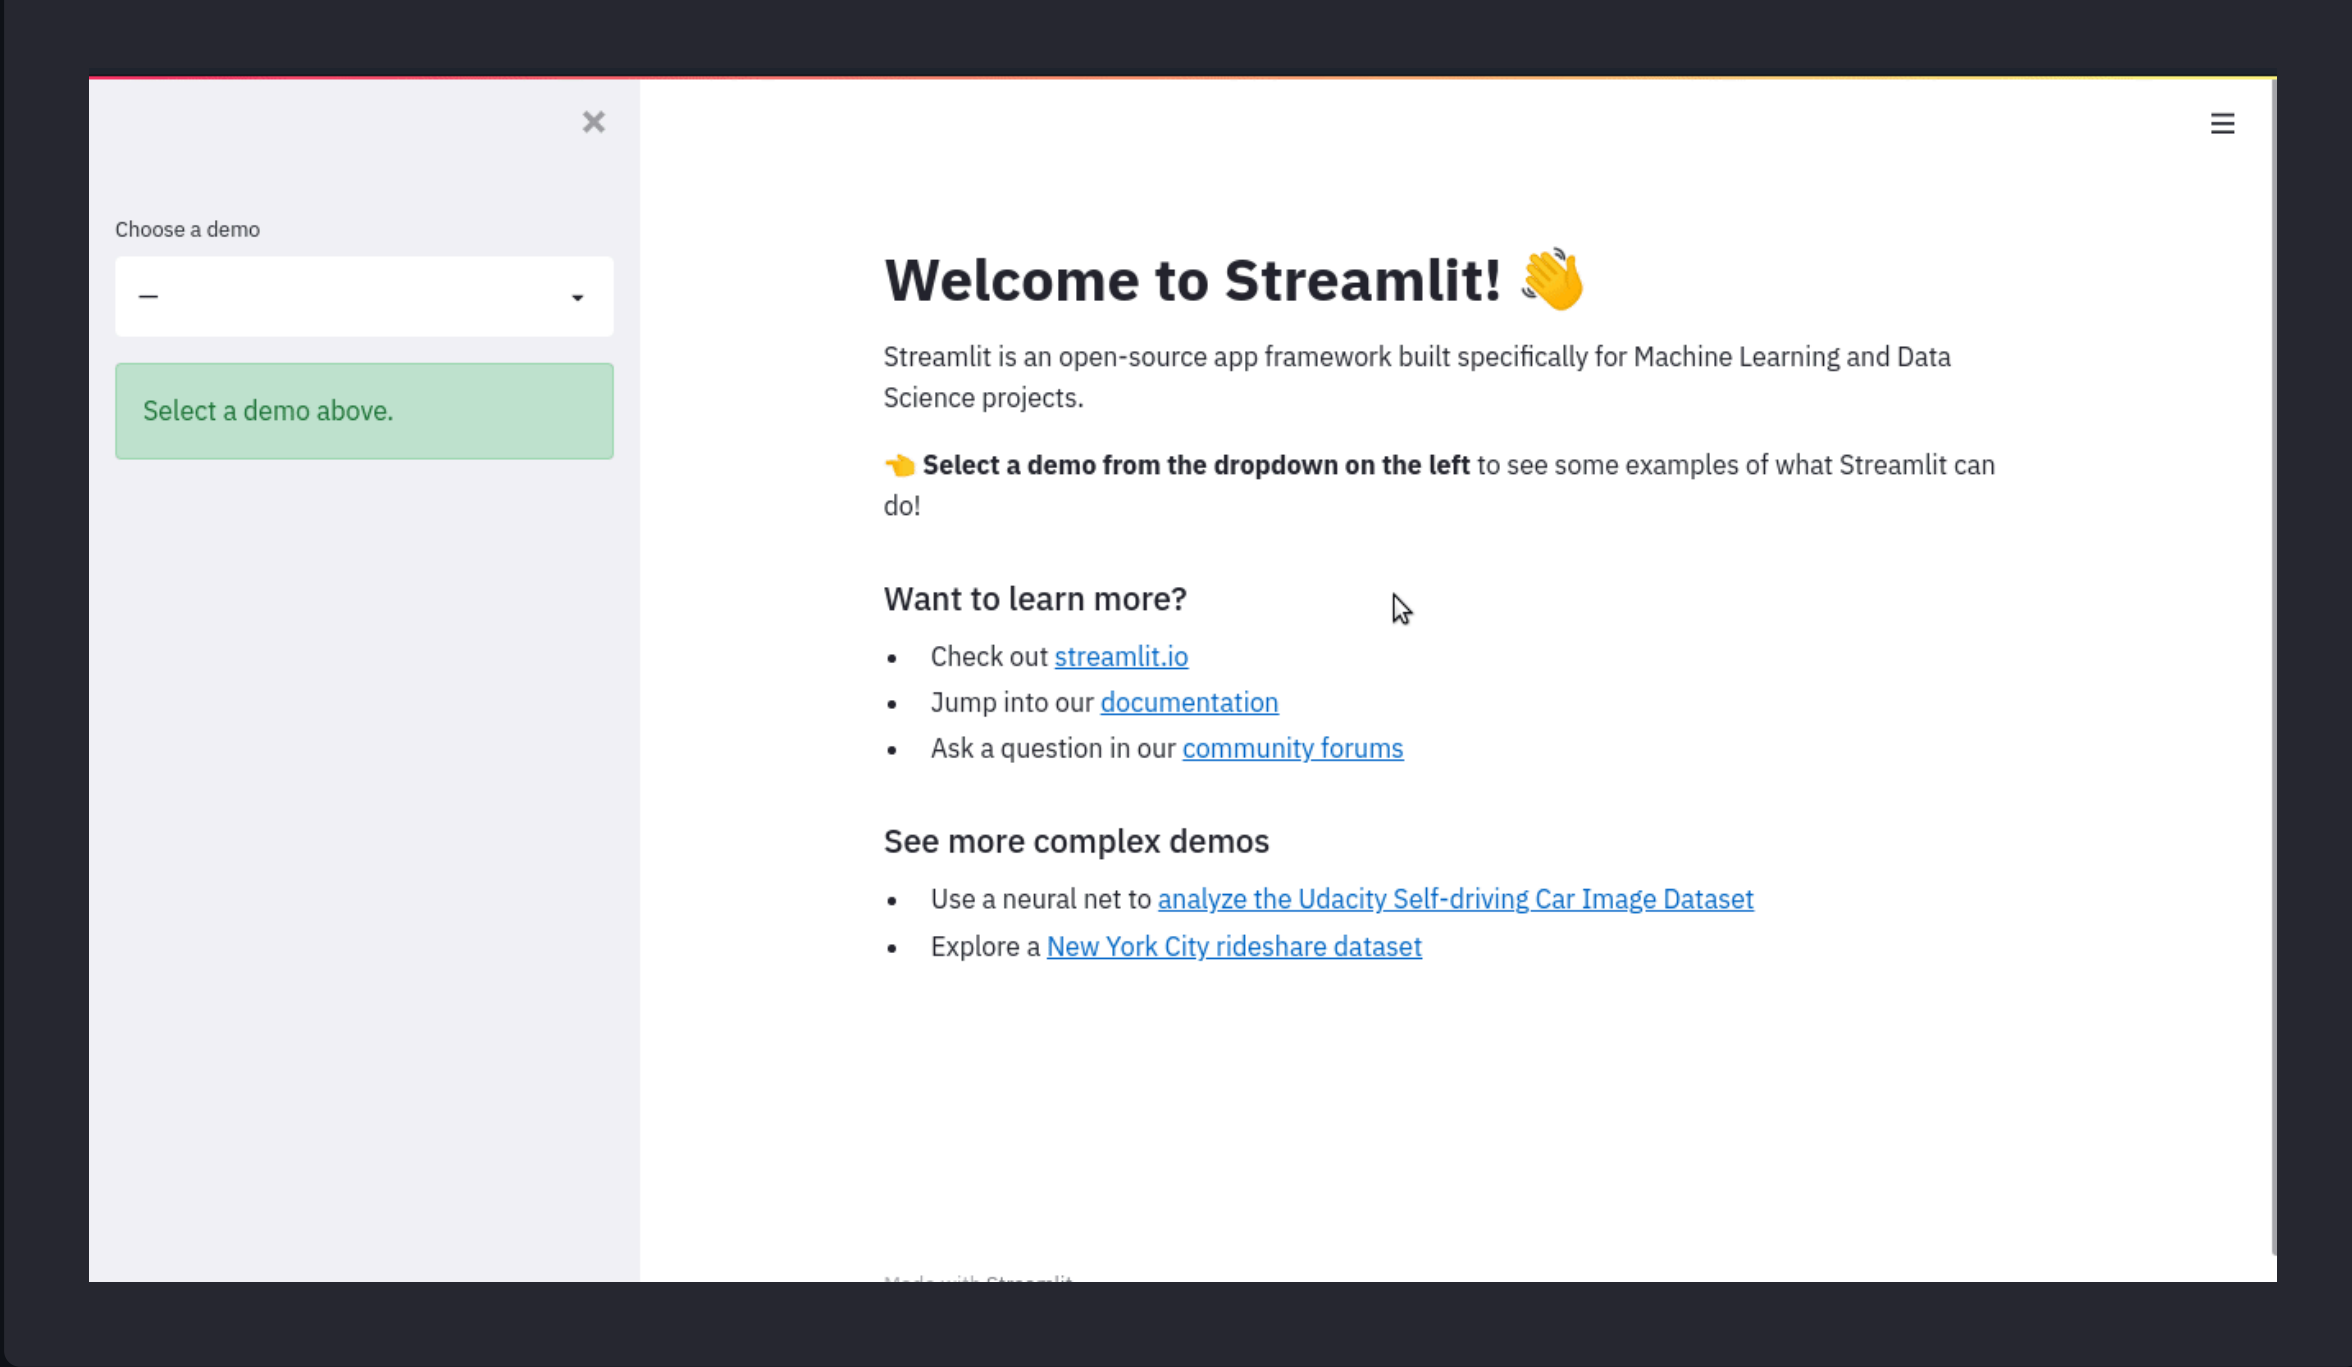 Choose a demo
—
Select a demo above.
Welcome to Streamlit! 👋
Streamlit is an open-source app framework built specifically for Machine Learning and Data
Science projects.
👈 Select a demo from the dropdown on the left to see some examples of what Streamlit can
do!
Want to learn more?
• Check out streamlit.io
• Jump into our documentation
• Ask a question in our community forums
See more complex demos
• Use a neural net to analyze the Udacity Self-driving Car Image Dataset
• Explore a New York City rideshare dataset
Made with Streamlit